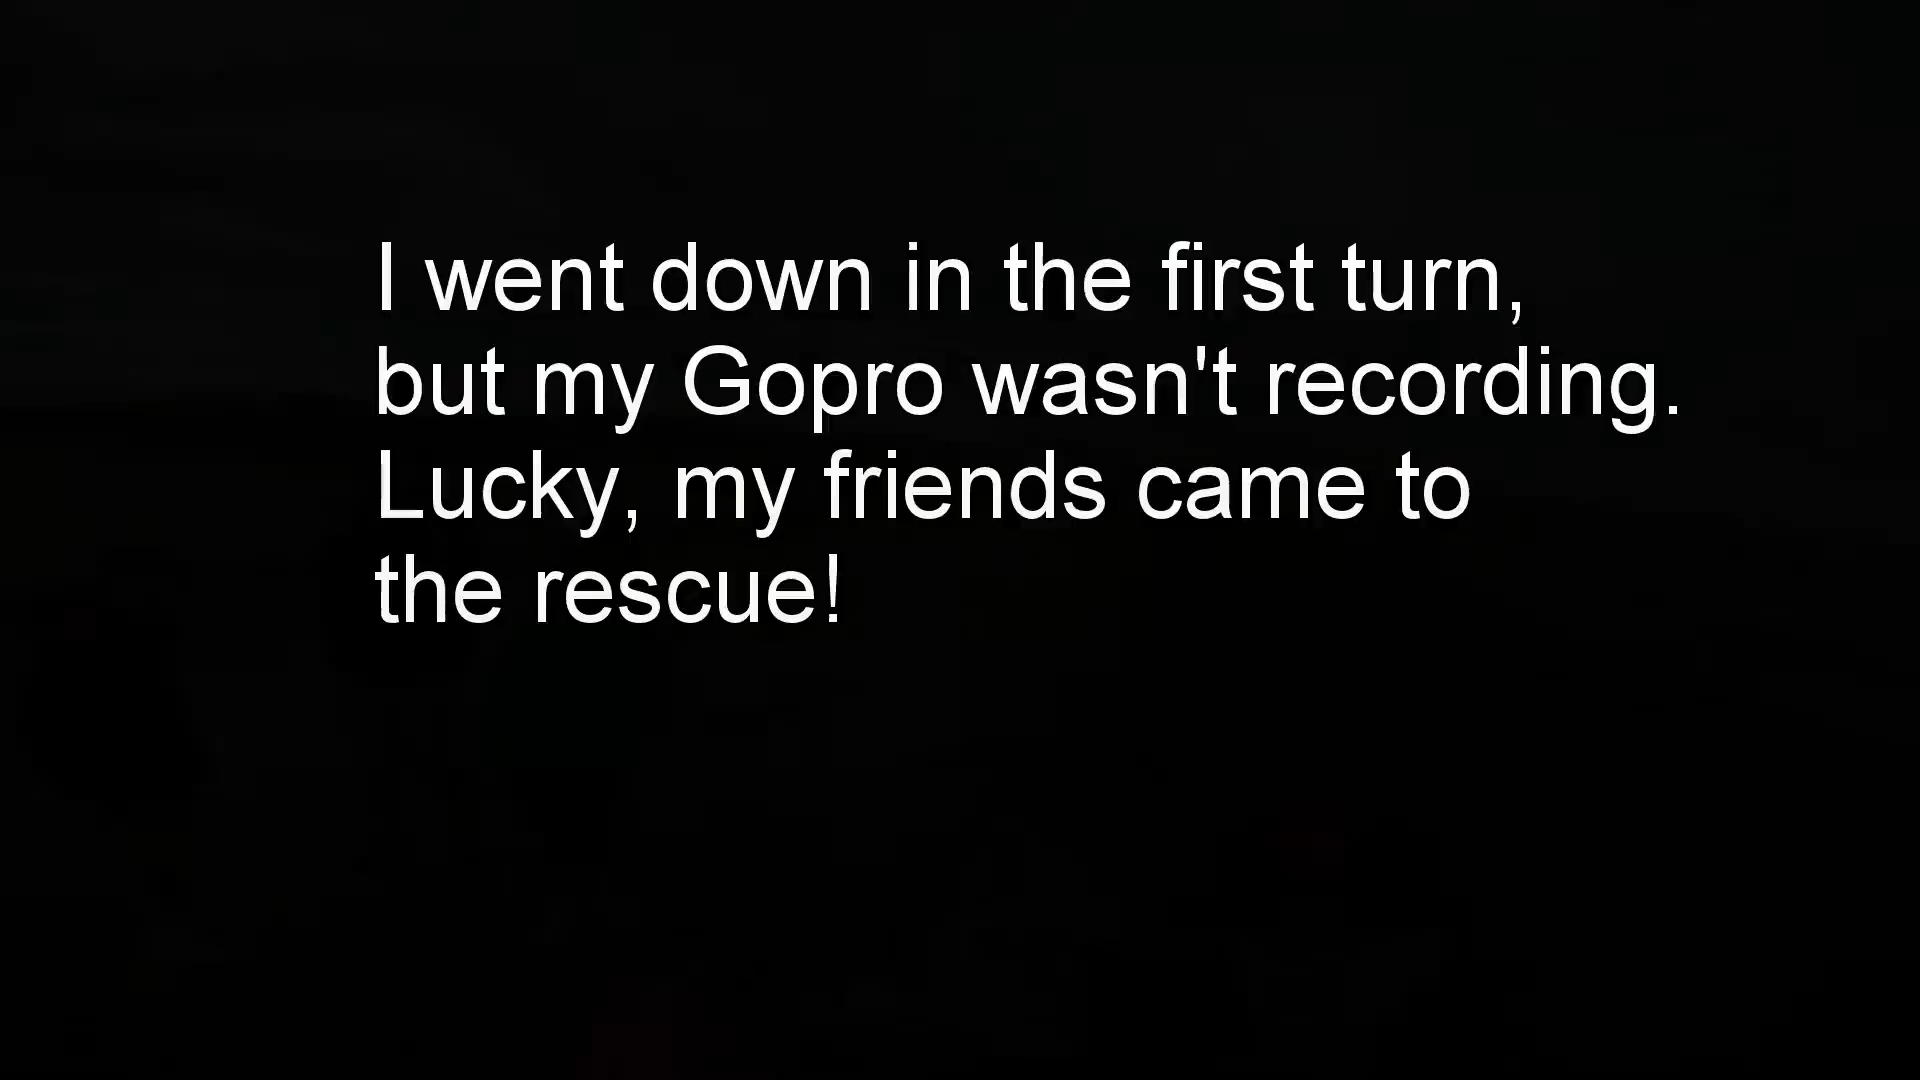 I went down in the first turn,
but my Gopro wasn't recording.
Lucky, my friends came to
the rescue!